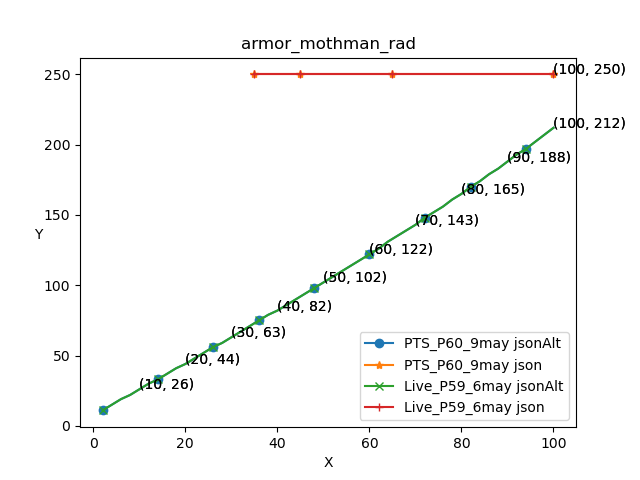 armor_mothman_rad
250
200
150
100
50
0
Y
(100, 250)
(100, 212)
(90, 188)
(80, 165)
(70, 143)
(60, 122)
(50, 102)
(40, 82)
(30, 63)
(20, 44)
(10, 26)
PTS_P60_9may jsonAlt
PTS_P60_9may json
Live_P59_6may jsonAlt
Live_P59_6may json
0 20 40 60 80 100
X